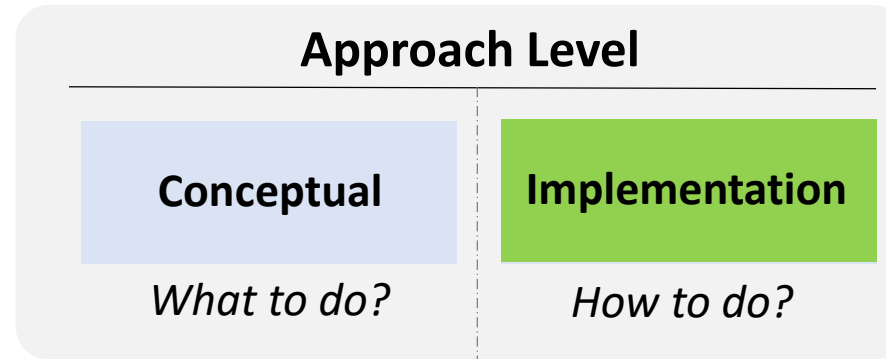 Approach Level
Conceptual
Implementation
What to do?
How to do?